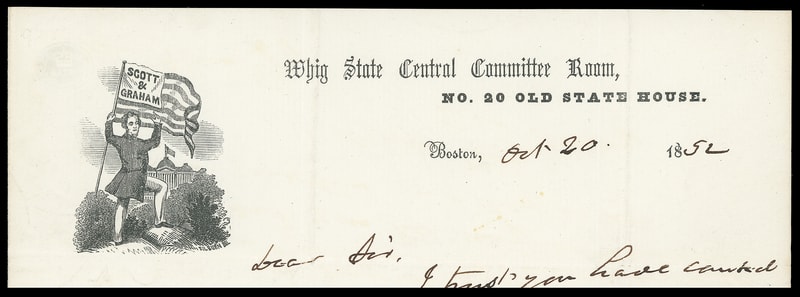 SCOTT
&
GRAHAM
Whig State Central Committee Room,
NO. 20 OLD STATE HOUSE.
Boston, Oct 20. 1852
Dear Sir.
I trust you have caused